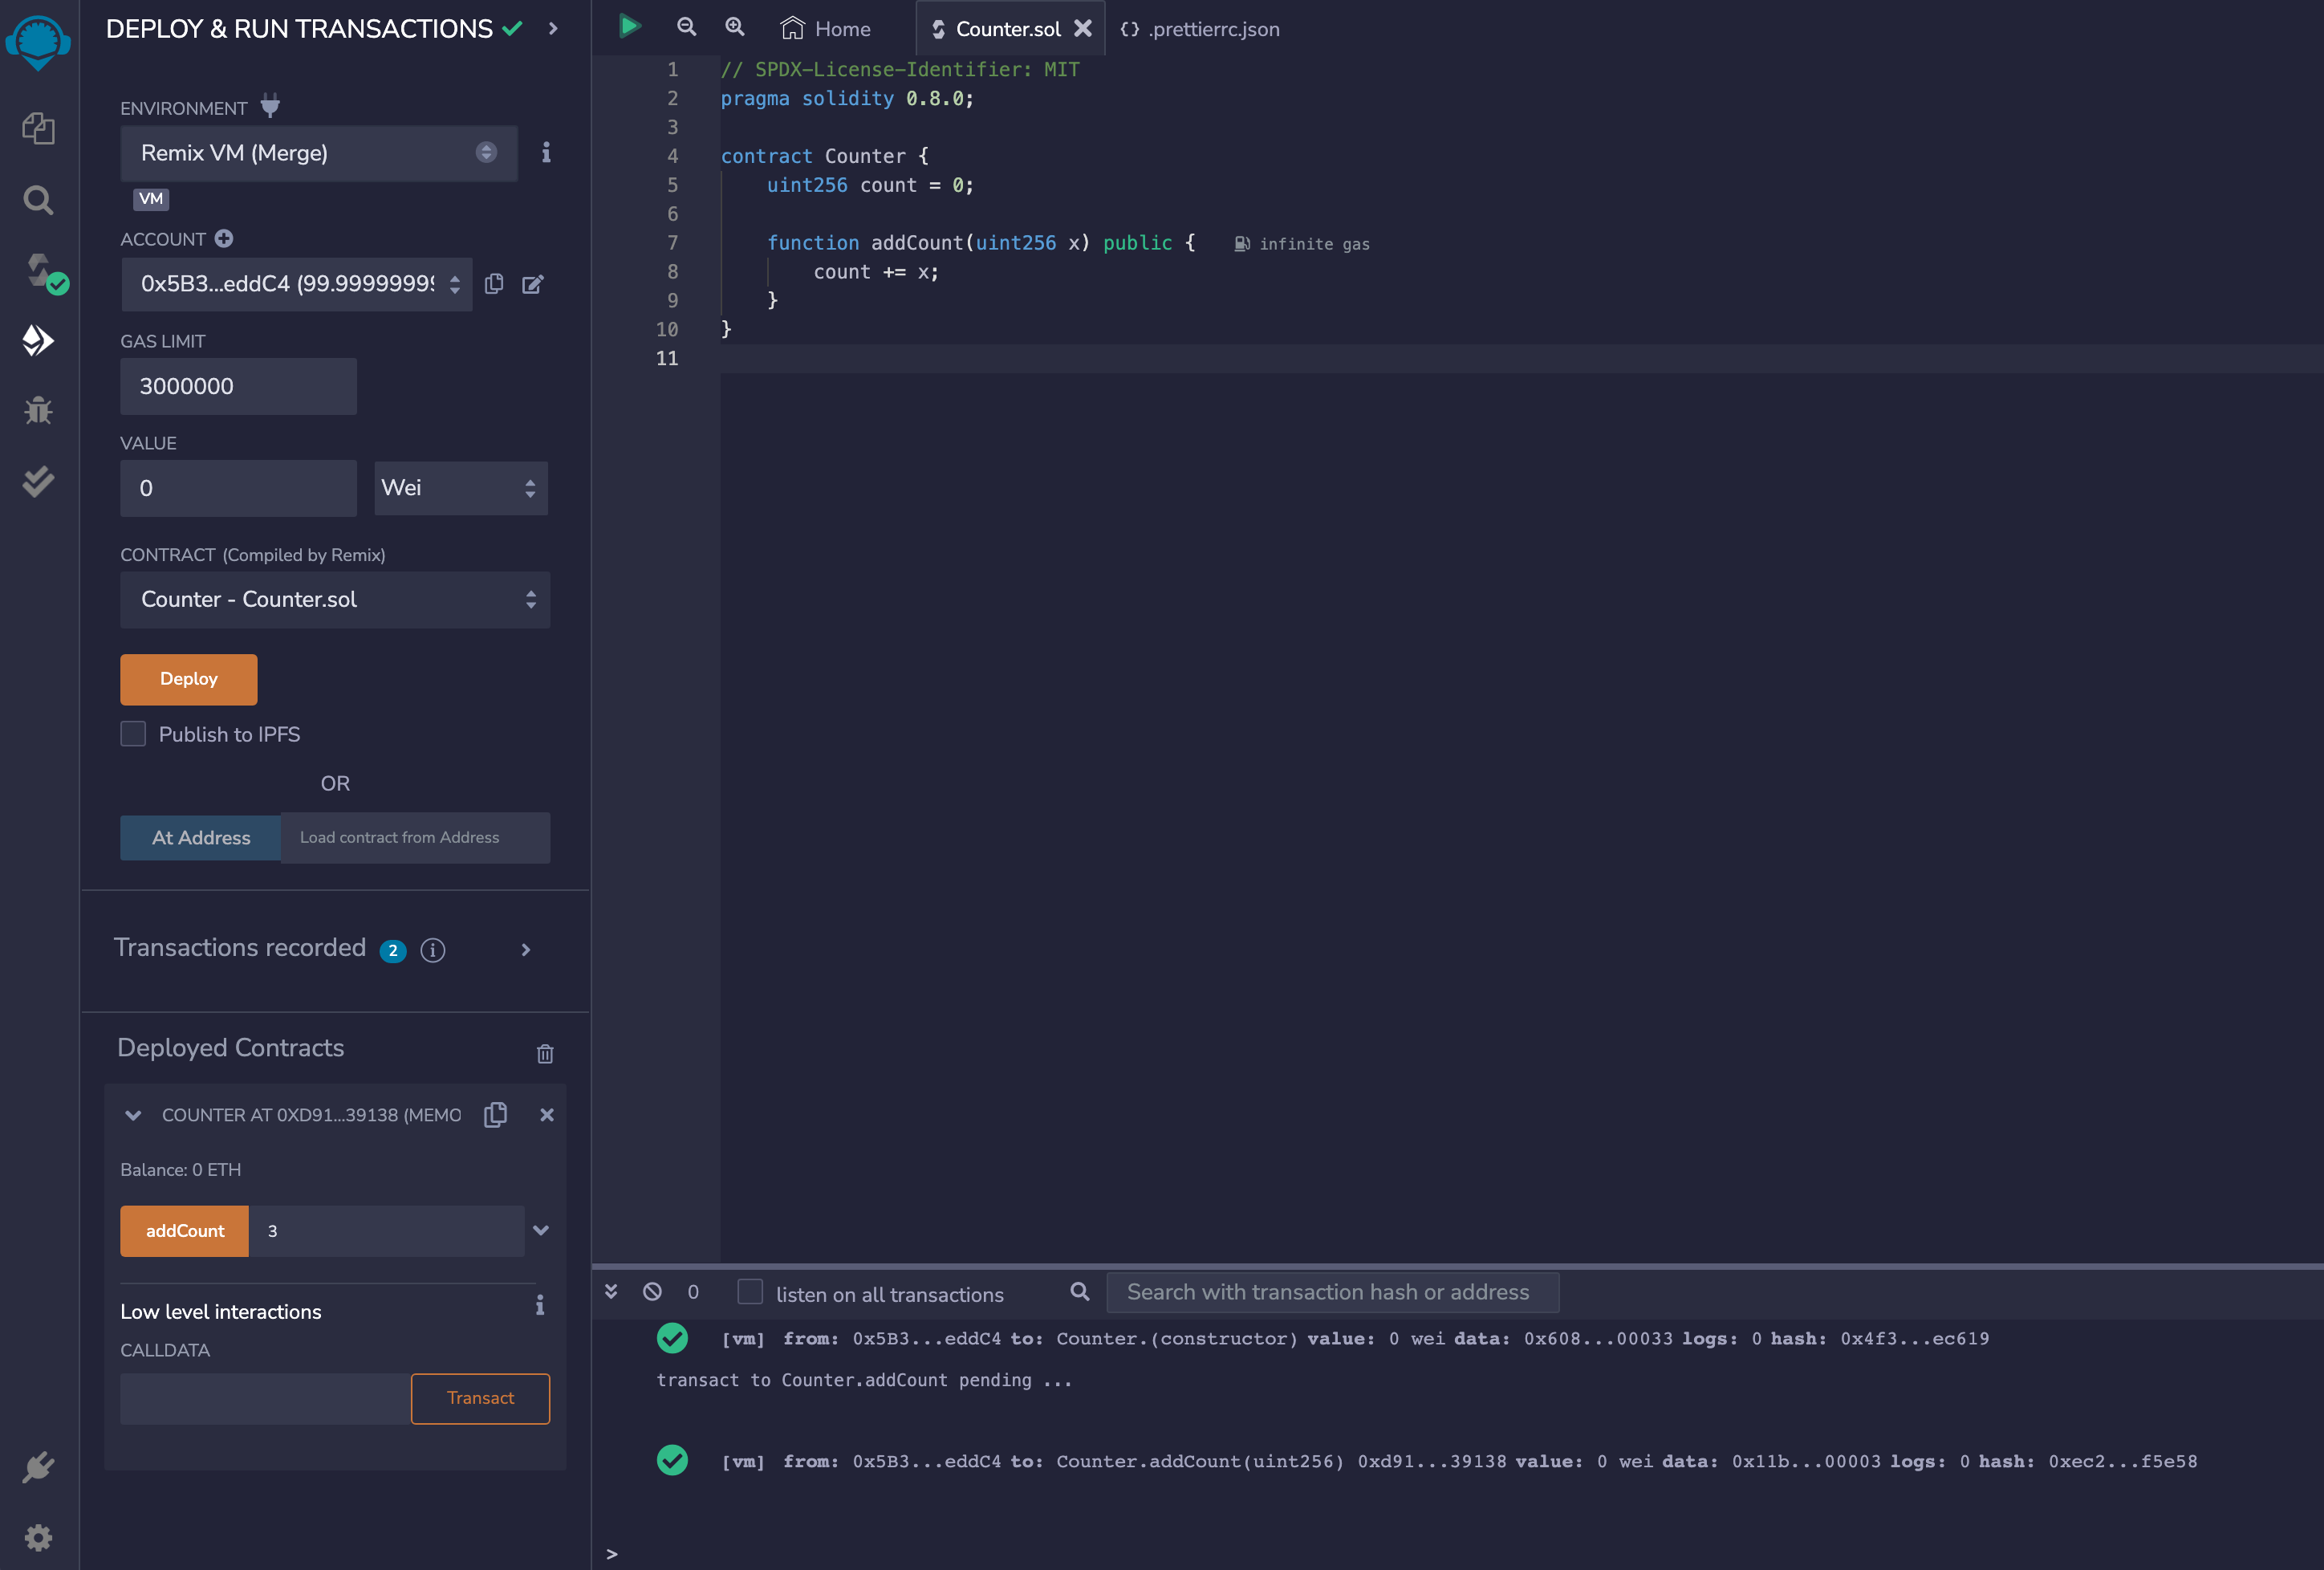 DEPLOY & RUN TRANSACTIONS
ENVIRONMENT
Remix VM (Merge)
VM
ACCOUNT
0x5B3...eddC4 (99.9999999
GAS LIMIT
3000000
VALUE
0
Wei
CONTRACT (Compiled by Remix)
Counter - Counter.sol
Deploy
Publish to IPFS
OR
At Address
Load contract from Address
Transactions recorded 2
Deployed Contracts
COUNTER AT 0XD91...39138 (MEMO
Balance: 0 ETH
addCount
3
Low level interactions
CALLDATA
Transact
Home
Counter.sol
{} .prettierrc.json
1 // SPDX-License-Identifier: MIT
2 pragma solidity 0.8.0;
3
4 contract Counter {
5 uint256 count = 0;
6
7 function addCount(uint256 x) public { infinite gas
8 count += x;
9 }
10 }
11
0
listen on all transactions
Search with transaction hash or address
[vm] from: 0x5B3...eddC4 to: Counter.(constructor) value: 0 wei data: 0x608...00033 logs: 0 hash: 0x4f3...ec619
transact to Counter.addCount pending ...
[vm] from: 0x5B3...eddC4 to: Counter.addCount(uint256) 0xd91...39138 value: 0 wei data: 0x11b...00003 logs: 0 hash: 0xec2...f5e58
>